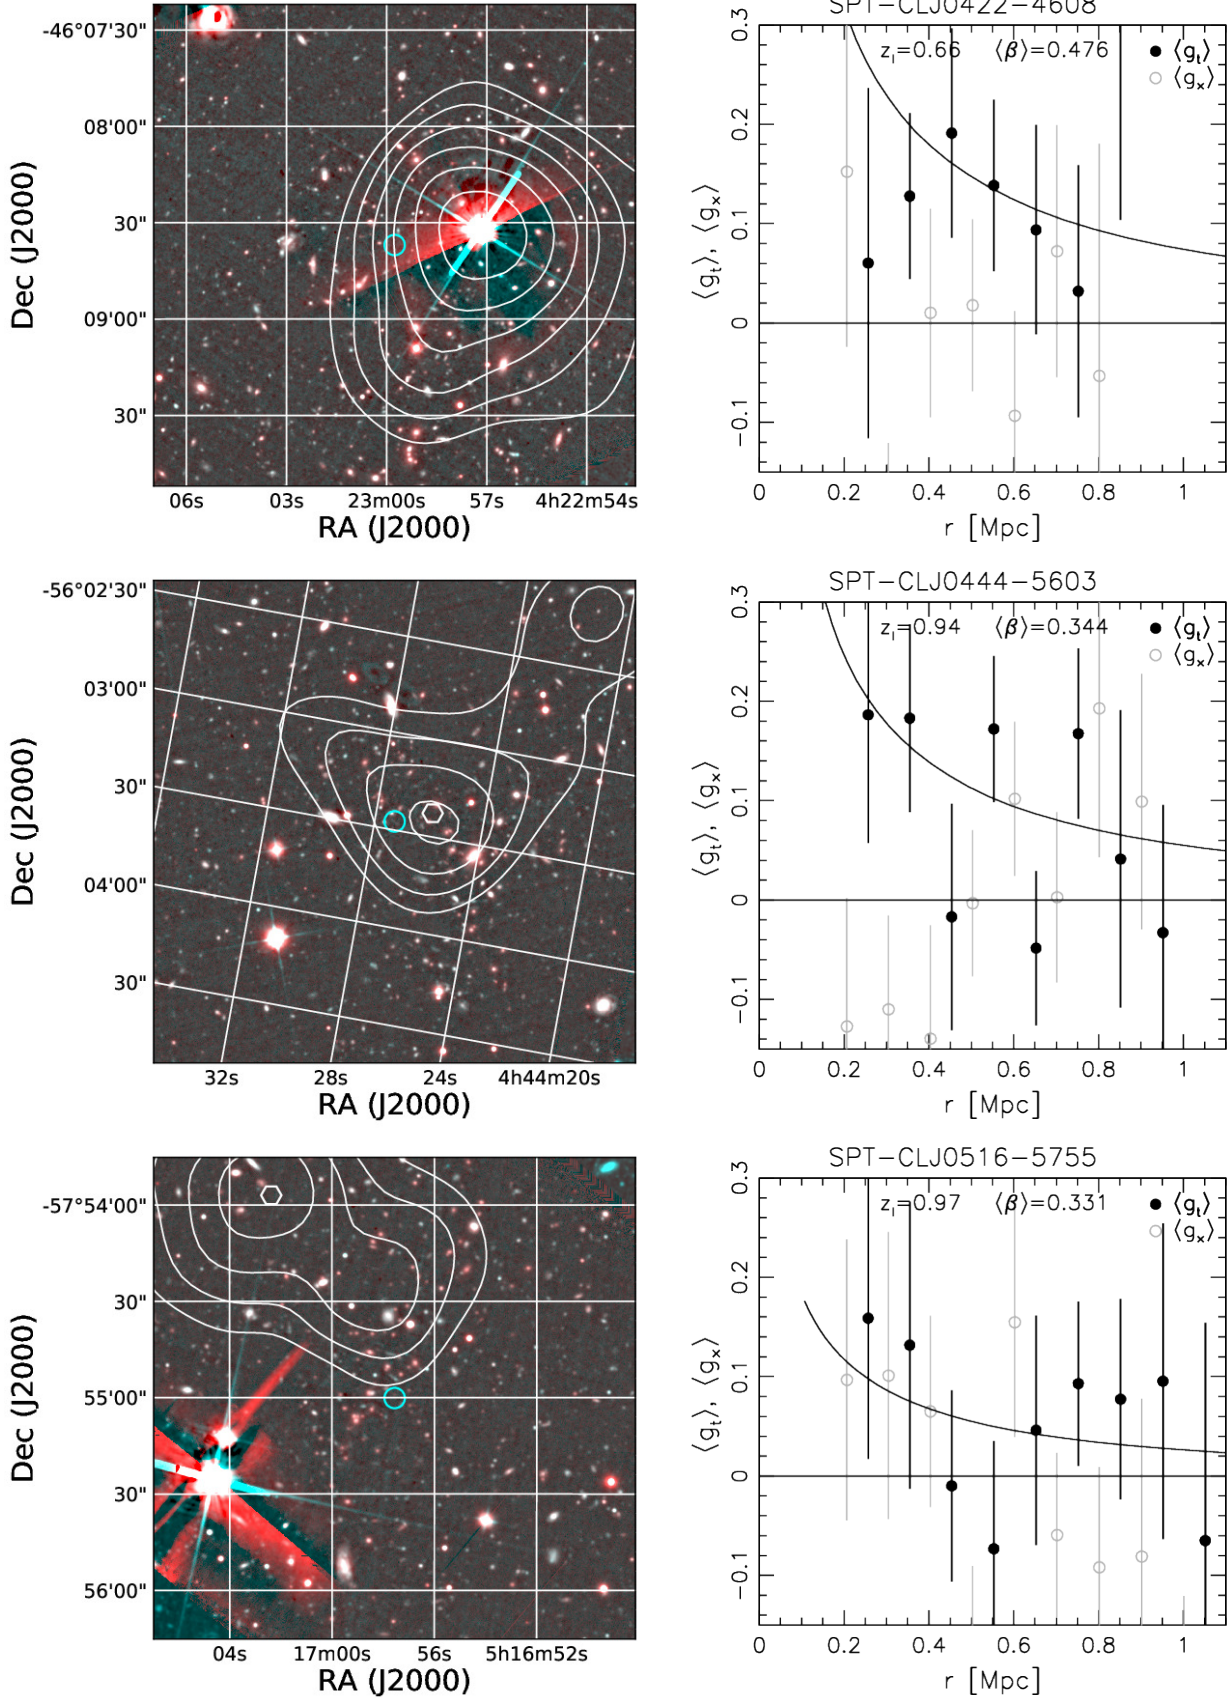 SPT-CLJ0422-4608
-46°07'30"
08'00"
30"
09'00"
30"
Dec (J2000)
06s 03s 23m00s 57s 4h22m54s
RA (J2000)
z_l=0.66 ⟨β⟩=0.476
⟨g_t⟩
⟨g_×⟩
⟨g_t⟩, ⟨g_×⟩
0.3
0.2
0.1
0
-0.1
0 0.2 0.4 0.6 0.8 1
r [Mpc]
SPT-CLJ0444-5603
-56°02'30"
03'00"
30"
04'00"
30"
Dec (J2000)
32s 28s 24s 4h44m20s
RA (J2000)
z_l=0.94 ⟨β⟩=0.344
⟨g_t⟩
⟨g_×⟩
⟨g_t⟩, ⟨g_×⟩
0.3
0.2
0.1
0
-0.1
0 0.2 0.4 0.6 0.8 1
r [Mpc]
SPT-CLJ0516-5755
-57°54'00"
30"
55'00"
30"
56'00"
Dec (J2000)
04s 17m00s 56s 5h16m52s
RA (J2000)
z_l=0.97 ⟨β⟩=0.331
⟨g_t⟩
⟨g_×⟩
⟨g_t⟩, ⟨g_×⟩
0.3
0.2
0.1
0
-0.1
0 0.2 0.4 0.6 0.8 1
r [Mpc]